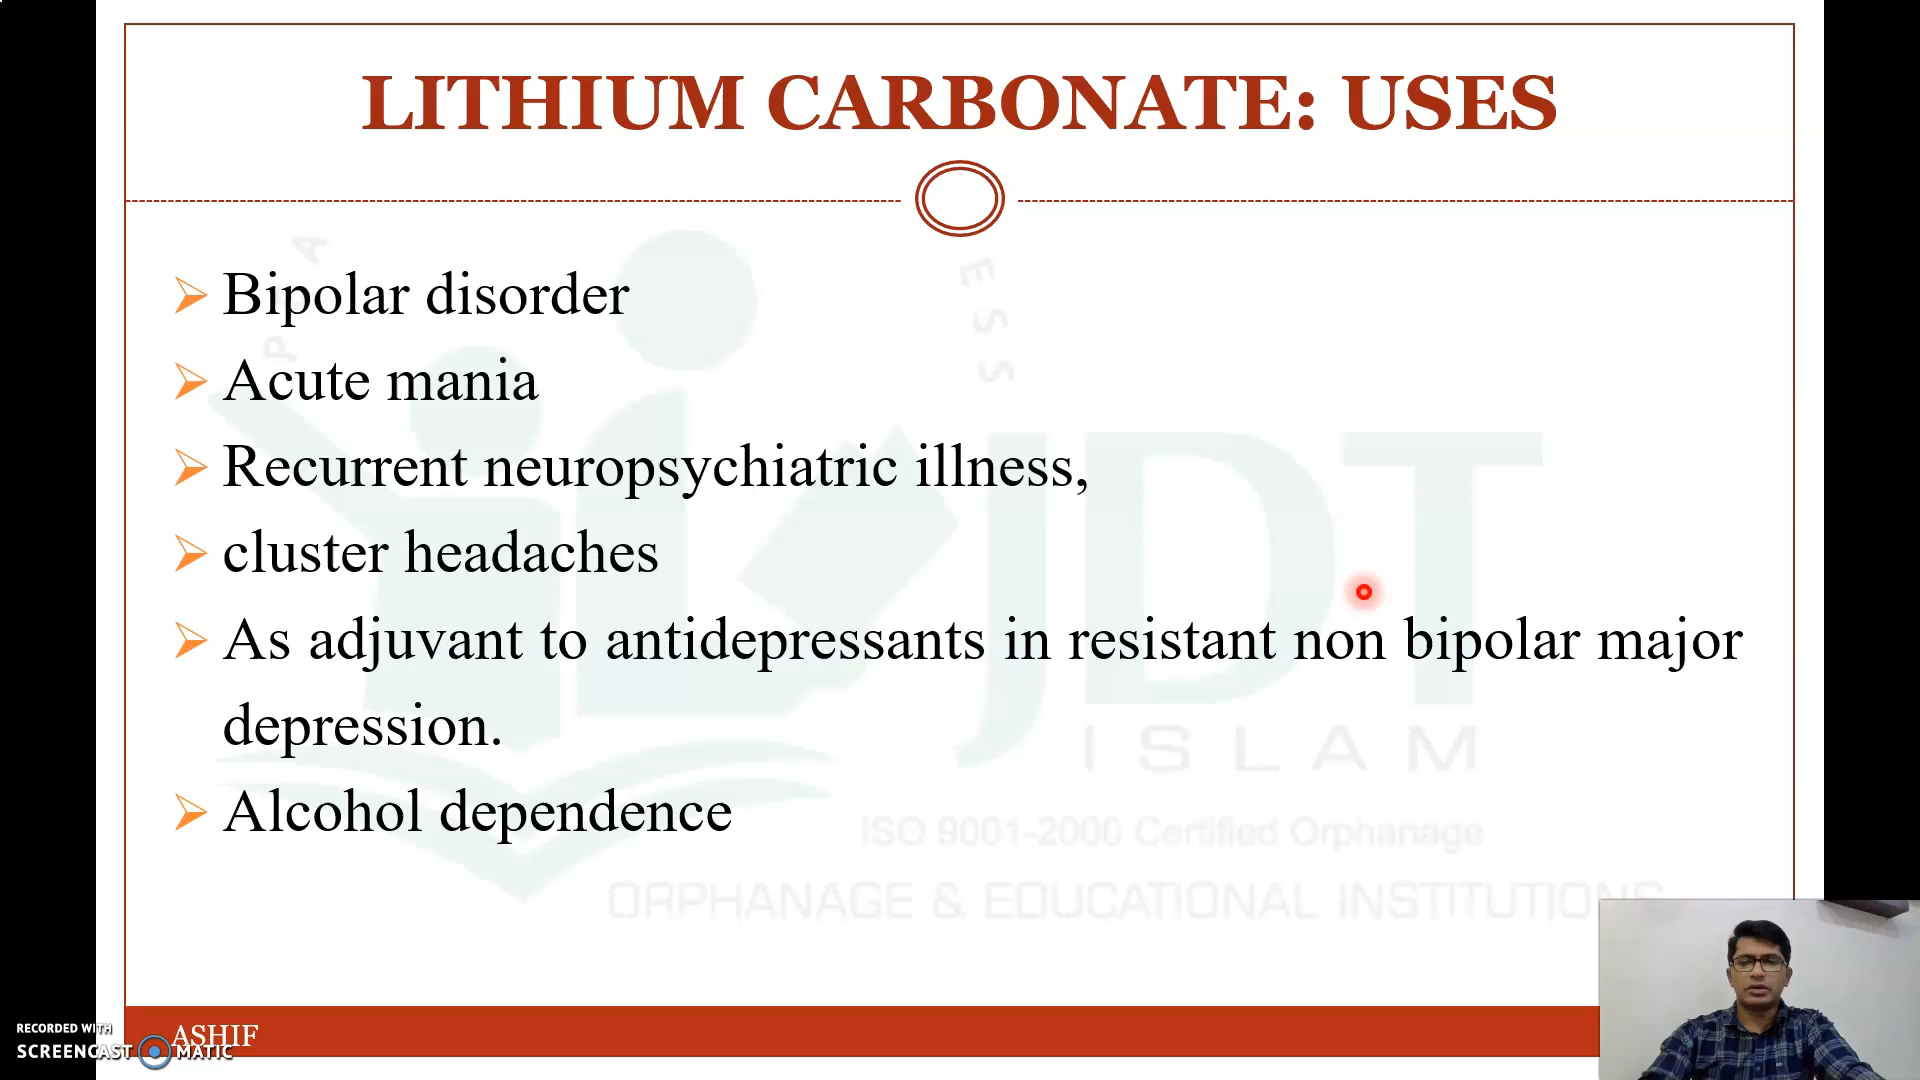 LITHIUM CARBONATE: USES
Bipolar disorder
Acute mania
Recurrent neuropsychiatric illness,
cluster headaches
As adjuvant to antidepressants in resistant non bipolar major
depression.
Alcohol dependence
JDT
ISLAM
ISO 9001-2000 Certified Orphanage
ORPHANAGE & EDUCATIONAL INSTITUTIONS
ASHIF
RECORDED WITH
SCREENCAST MATIC